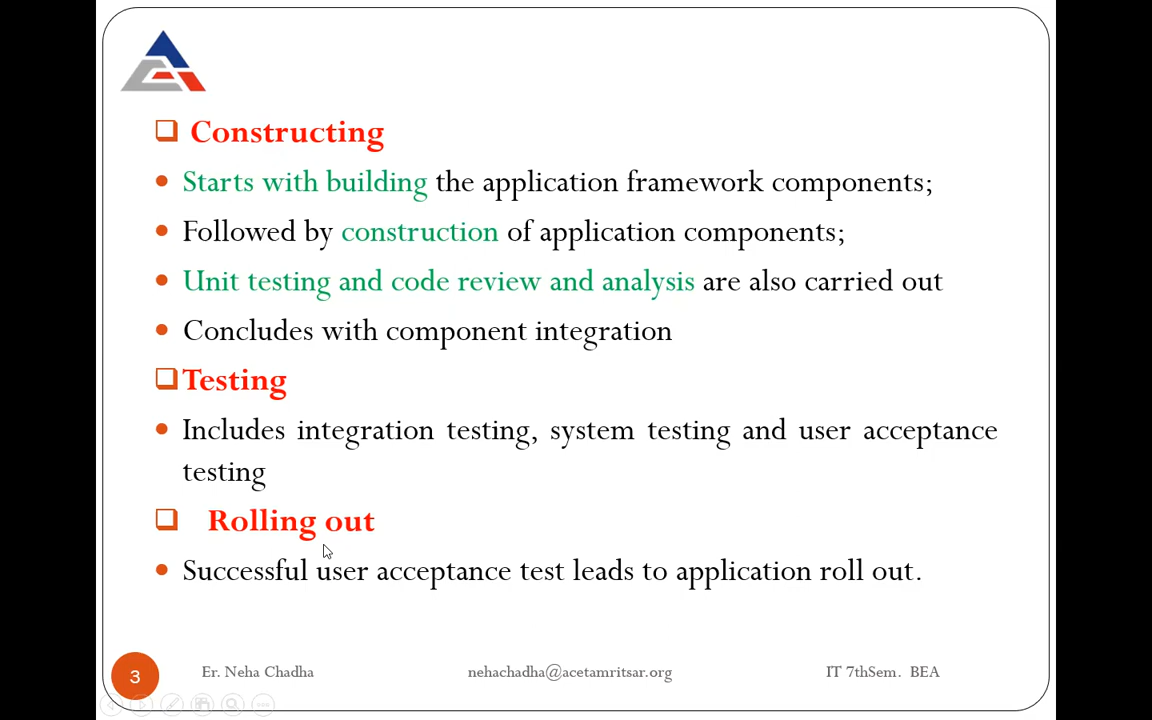 Constructing
Starts with building the application framework components;
Followed by construction of application components;
Unit testing and code review and analysis are also carried out
Concludes with component integration
Testing
Includes integration testing, system testing and user acceptance
testing
Rolling out
Successful user acceptance test leads to application roll out.
3 Er. Neha Chadha nehachadha@acetamritsar.org IT 7thSem. BEA